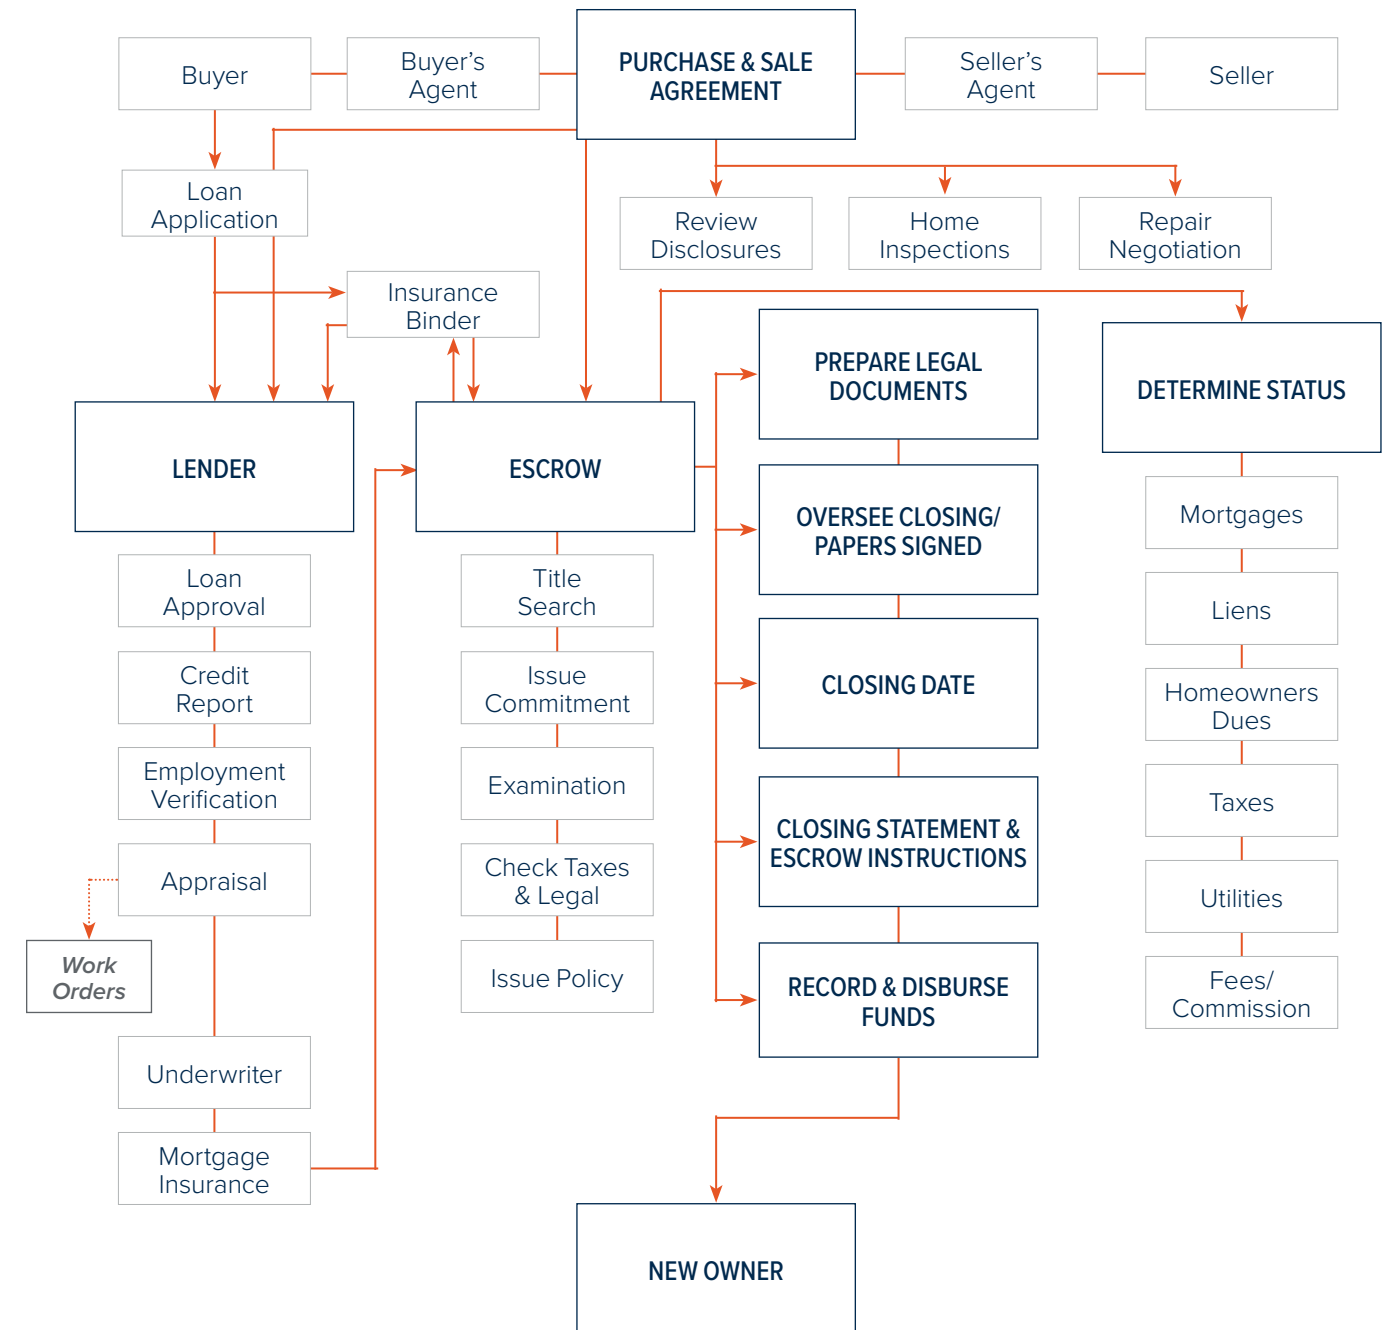 Buyer
Buyer's
Agent
PURCHASE & SALE
AGREEMENT
Seller's
Agent
Seller
Loan
Application
Review
Disclosures
Home
Inspections
Repair
Negotiation
Insurance
Binder
LENDER
ESCROW
PREPARE LEGAL
DOCUMENTS
DETERMINE STATUS
OVERSEE CLOSING/
PAPERS SIGNED
CLOSING DATE
CLOSING STATEMENT &
ESCROW INSTRUCTIONS
RECORD & DISBURSE
FUNDS
Loan
Approval
Credit
Report
Employment
Verification
Appraisal
Work
Orders
Underwriter
Mortgage
Insurance
Title
Search
Issue
Commitment
Examination
Check Taxes
& Legal
Issue Policy
Mortgages
Liens
Homeowners
Dues
Taxes
Utilities
Fees/
Commission
NEW OWNER